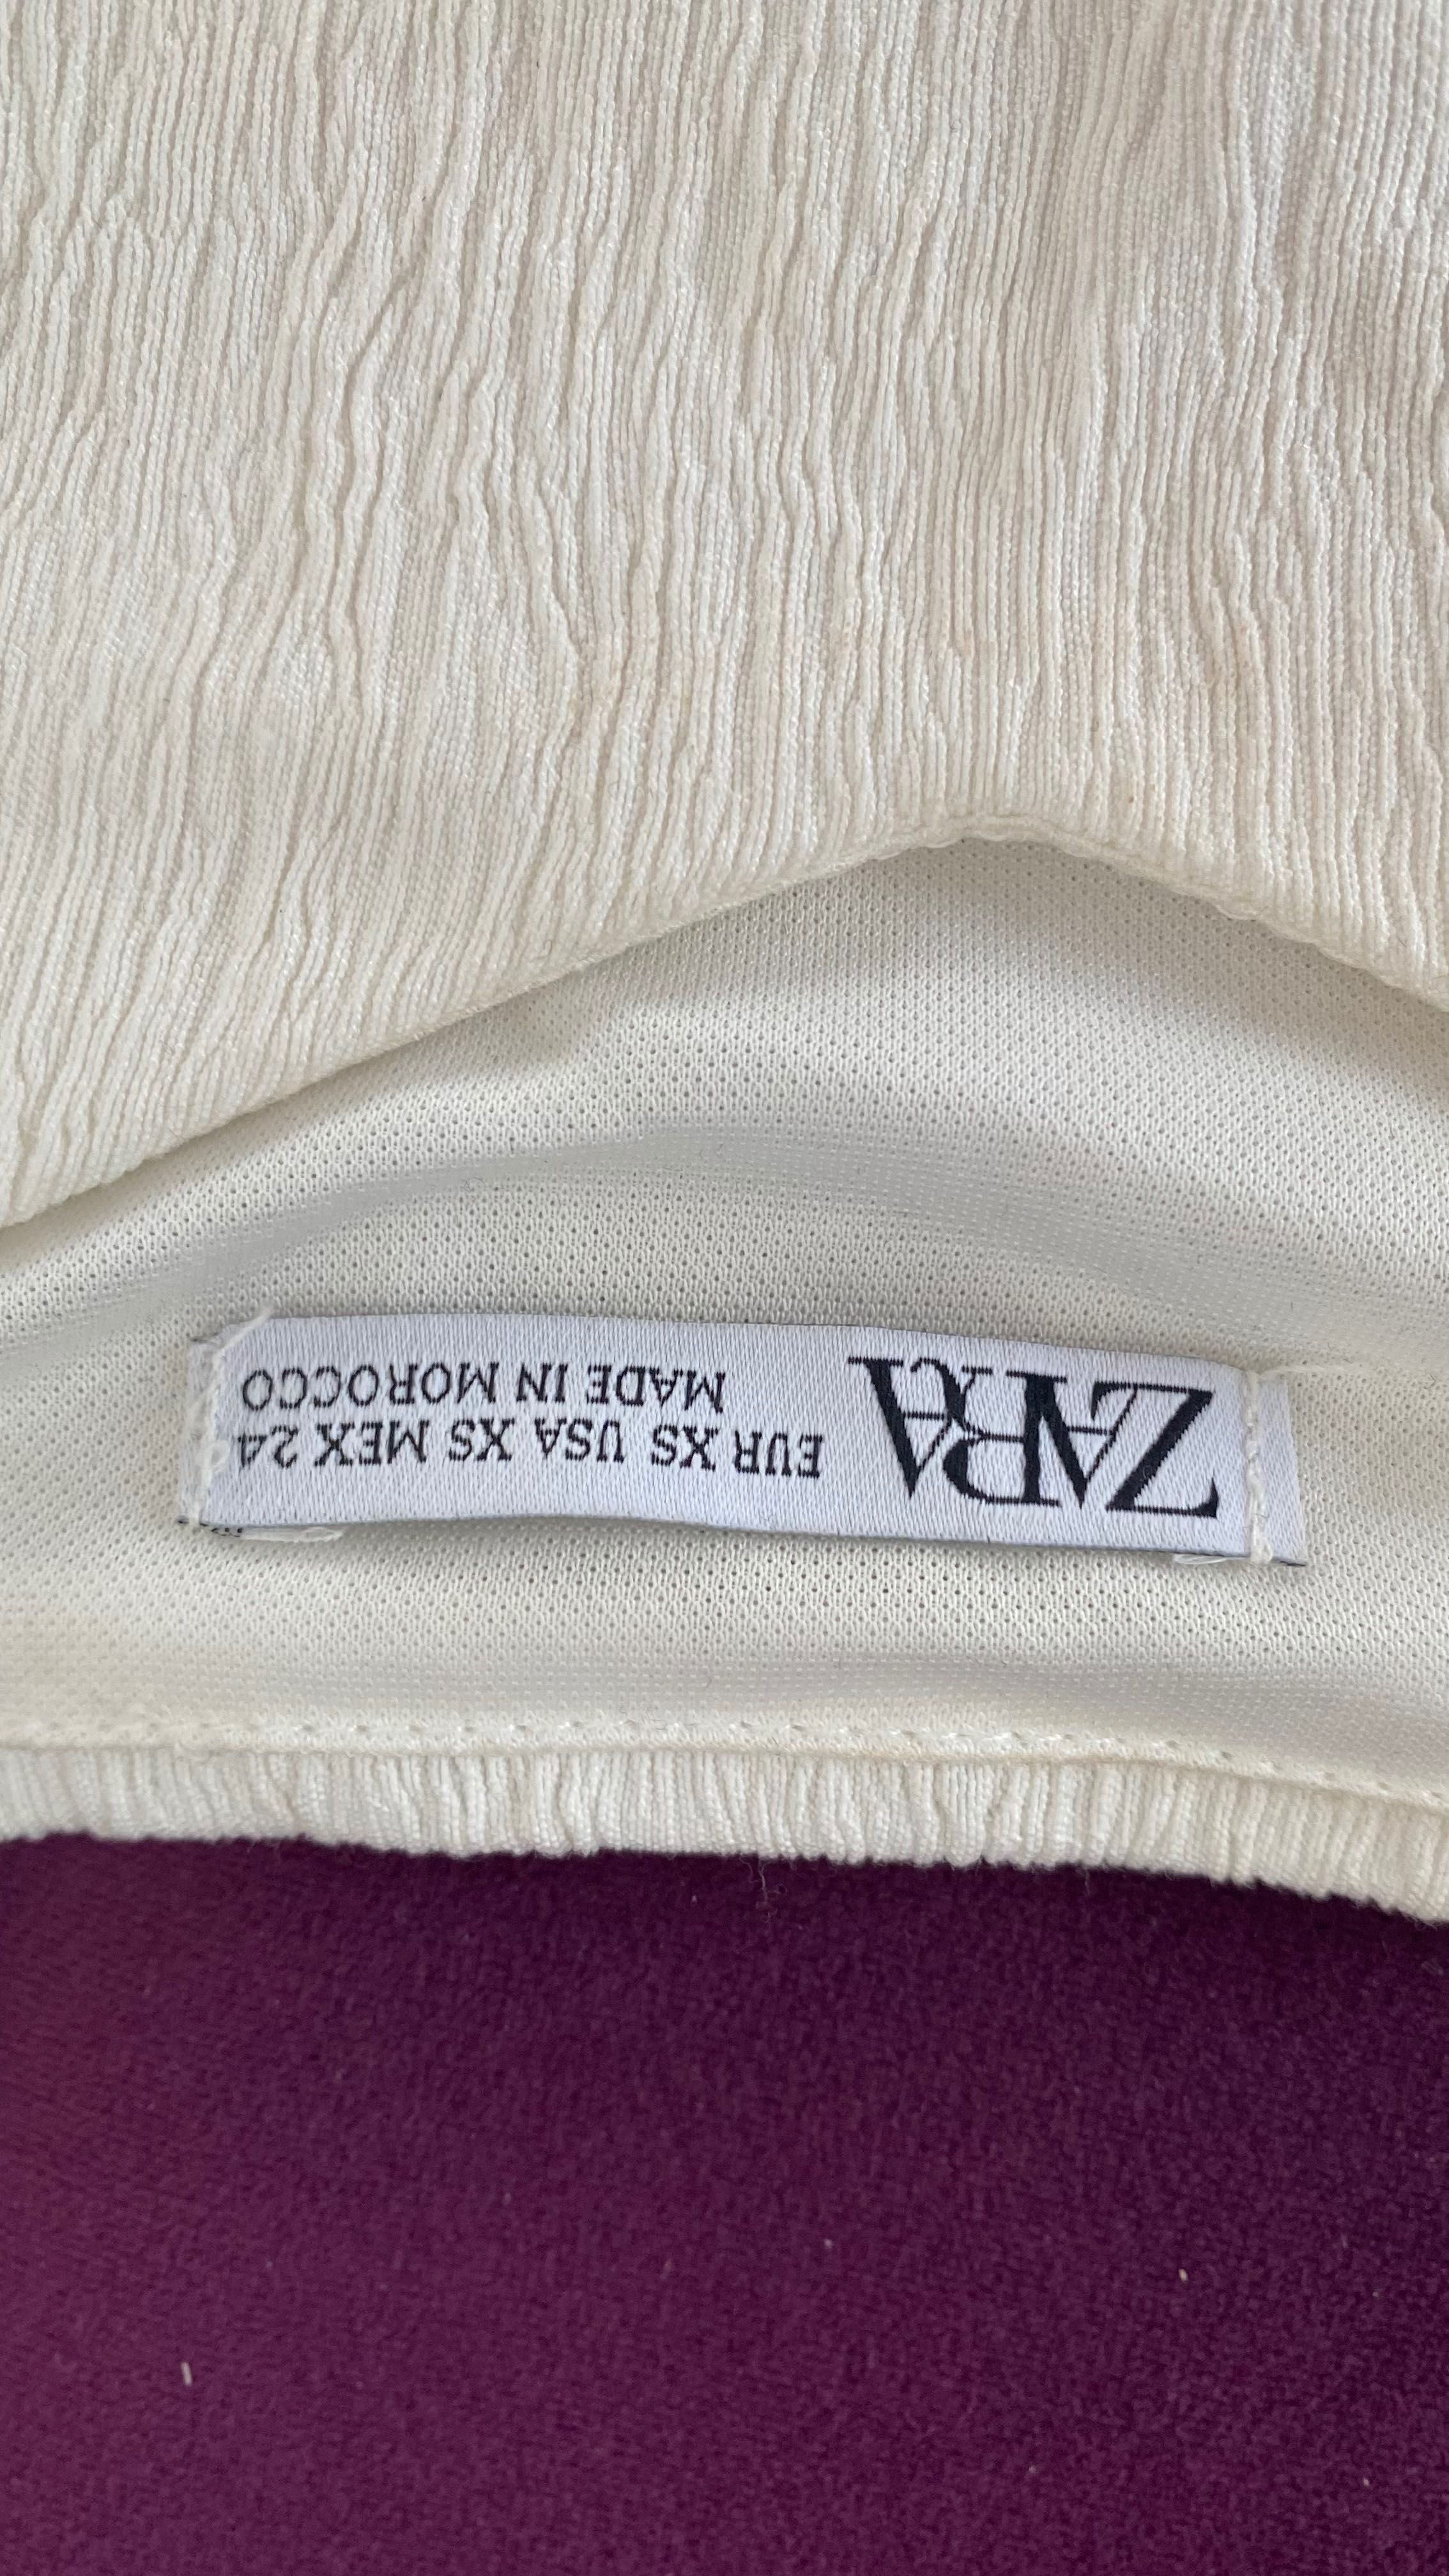 ZARA
EUR XS USA XS MEX 24
MADE IN MOROCCO